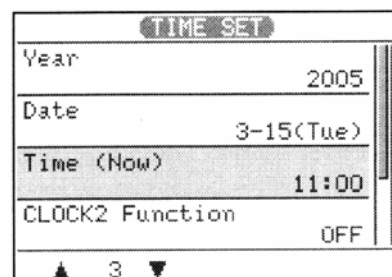 TIME SET
Year
2005
Date
3-15(Tue)
Time (Now)
11:00
CLOCK2 Function
OFF
▲ 3 ▼